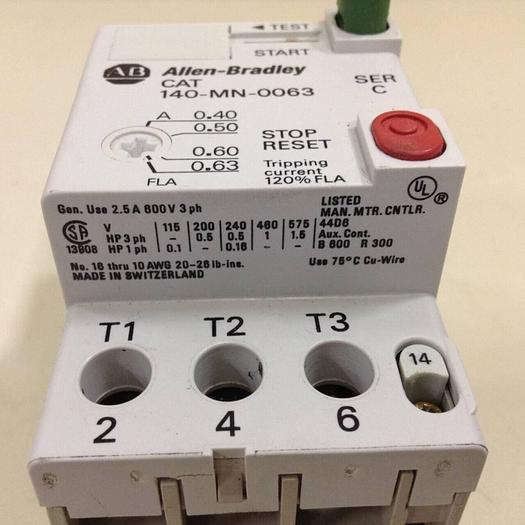 ◄ TEST
START
AB Allen-Bradley
CAT
140-MN-0063
SER
C
A 0.40
0.50
0.60
0.63
FLA
STOP
RESET
Tripping
current
120% FLA
Gen. Use 2.5 A 600 V 3 ph
SA
13908
V 115 200 240 460 575
HP 3 ph – 0.5 0.5 1 1.5
HP 1 ph 0.1 – 0.16 – –
UL ®
LISTED
MAN. MTR. CNTLR.
44D6
Aux. Cont.
B 600 R 300
No. 16 thru 10 AWG 20-26 lb-ins.
MADE IN SWITZERLAND
Use 75°C Cu-Wire
T1 T2 T3
14
2 4 6